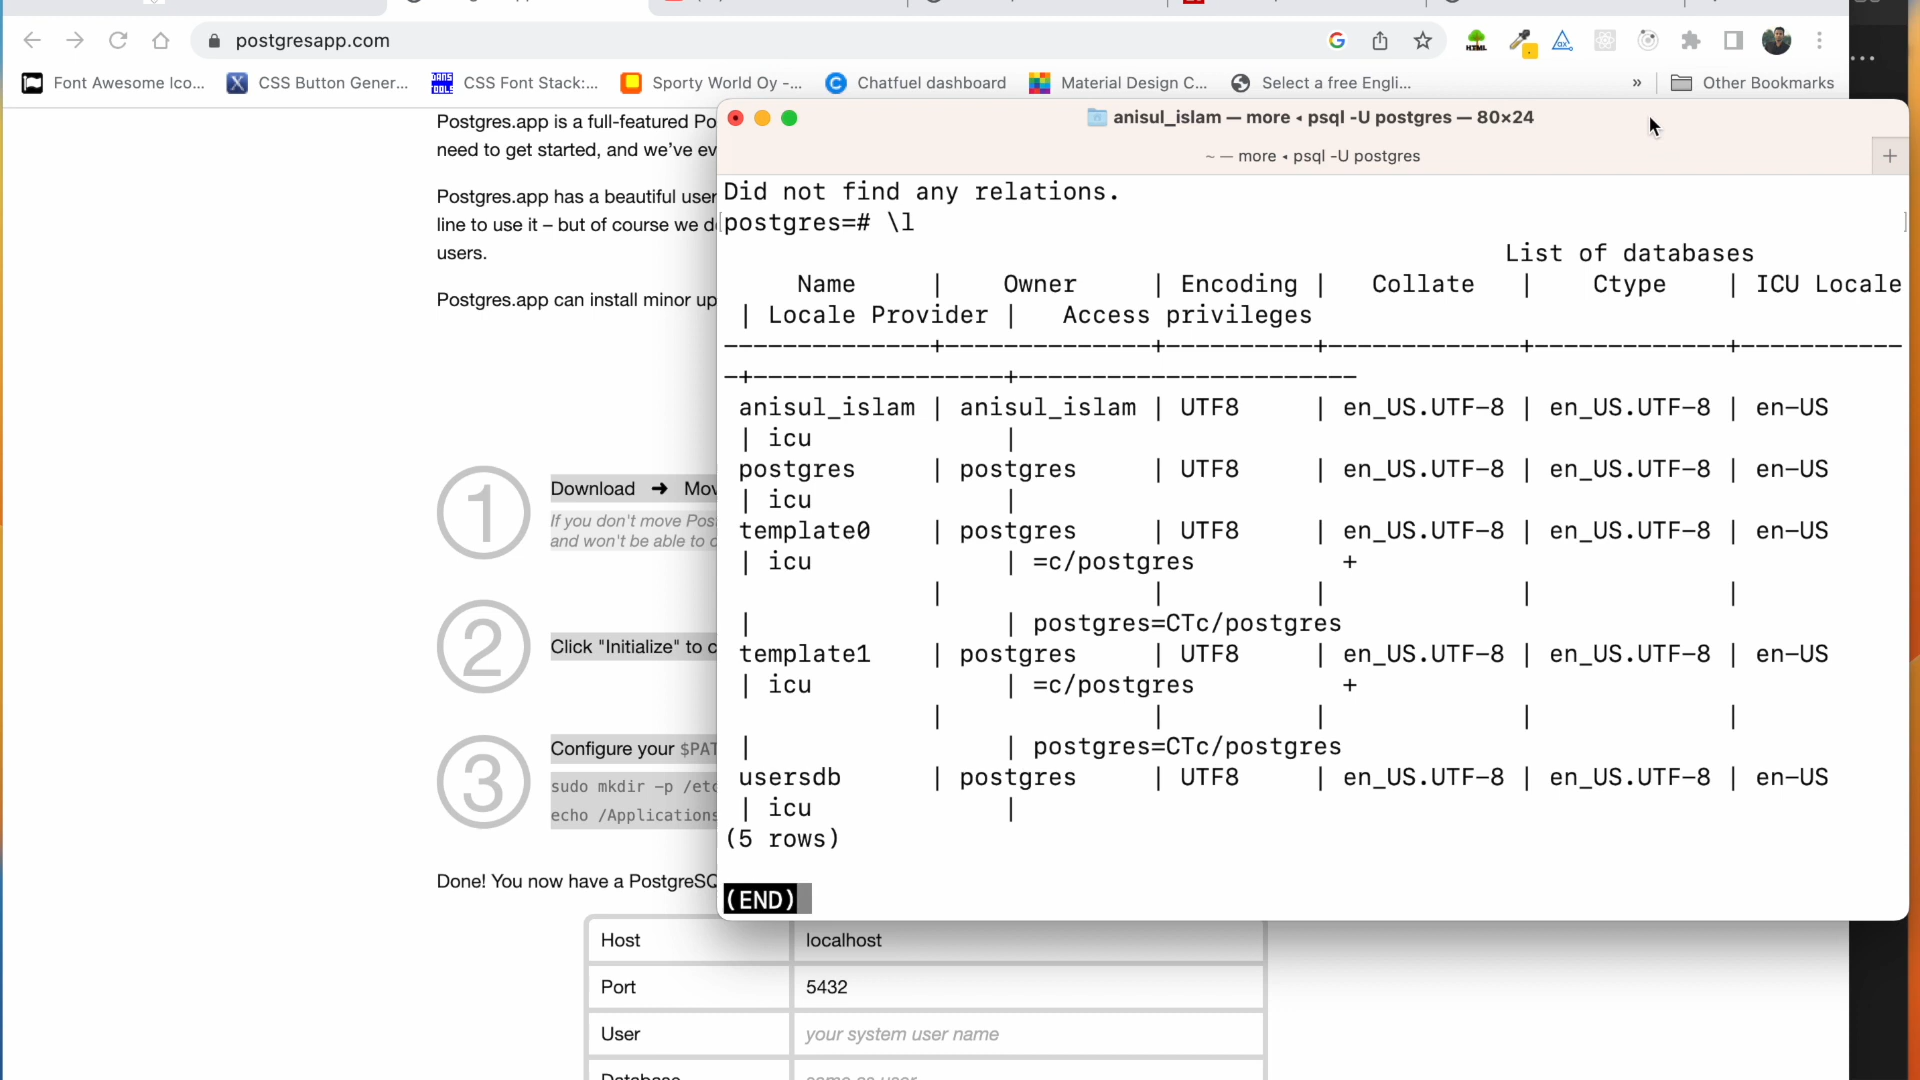 postgresapp.com
Font Awesome Ico...
CSS Button Gener...
CSS Font Stack:...
Sporty World Oy -...
Chatfuel dashboard
Material Design C...
Select a free Engli...
»
Other Bookmarks
Postgres.app is a full-featured Po
need to get started, and we've ev
Postgres.app has a beautiful user
line to use it – but of course we d
users.
Postgres.app can install minor up
1
Download ➜ Mov
If you don't move Pos
and won't be able to
2
Click "Initialize" to c
3
Configure your $PAT
sudo mkdir -p /etc
echo /Applications
Done! You now have a PostgreSQ
Host localhost
Port 5432
User your system user name
anisul_islam — more ◂ psql -U postgres — 80×24
~ — more ◂ psql -U postgres
Did not find any relations.
postgres=# \l
List of databases
Name | Owner | Encoding | Collate | Ctype | ICU Locale
| Locale Provider | Access privileges
--------------+--------------+----------+-------------+-------------+-----------
-+-----------------+-----------------------
anisul_islam | anisul_islam | UTF8 | en_US.UTF-8 | en_US.UTF-8 | en-US
| icu |
postgres | postgres | UTF8 | en_US.UTF-8 | en_US.UTF-8 | en-US
| icu |
template0 | postgres | UTF8 | en_US.UTF-8 | en_US.UTF-8 | en-US
| icu | =c/postgres +
| | | | |
| | postgres=CTc/postgres
template1 | postgres | UTF8 | en_US.UTF-8 | en_US.UTF-8 | en-US
| icu | =c/postgres +
| | | | |
| | postgres=CTc/postgres
usersdb | postgres | UTF8 | en_US.UTF-8 | en_US.UTF-8 | en-US
| icu |
(5 rows)
(END)